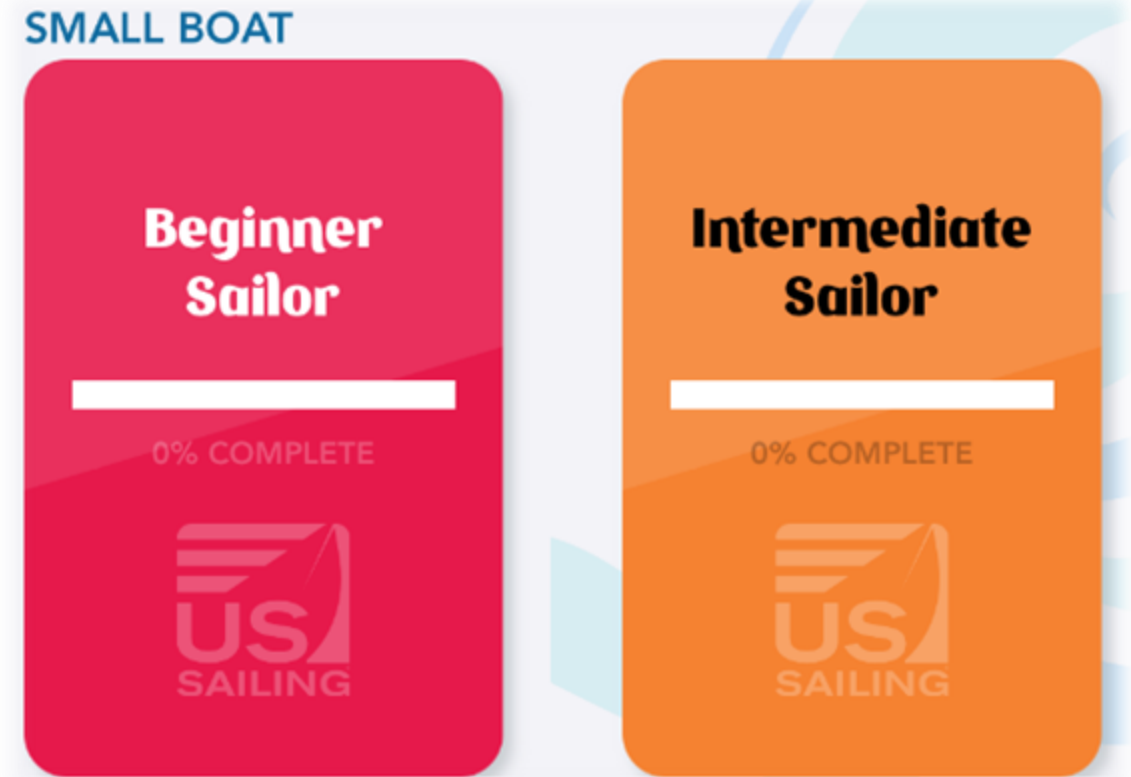 SMALL BOAT
Beginner
Sailor
0% COMPLETE
US
SAILING
Intermediate
Sailor
0% COMPLETE
US
SAILING